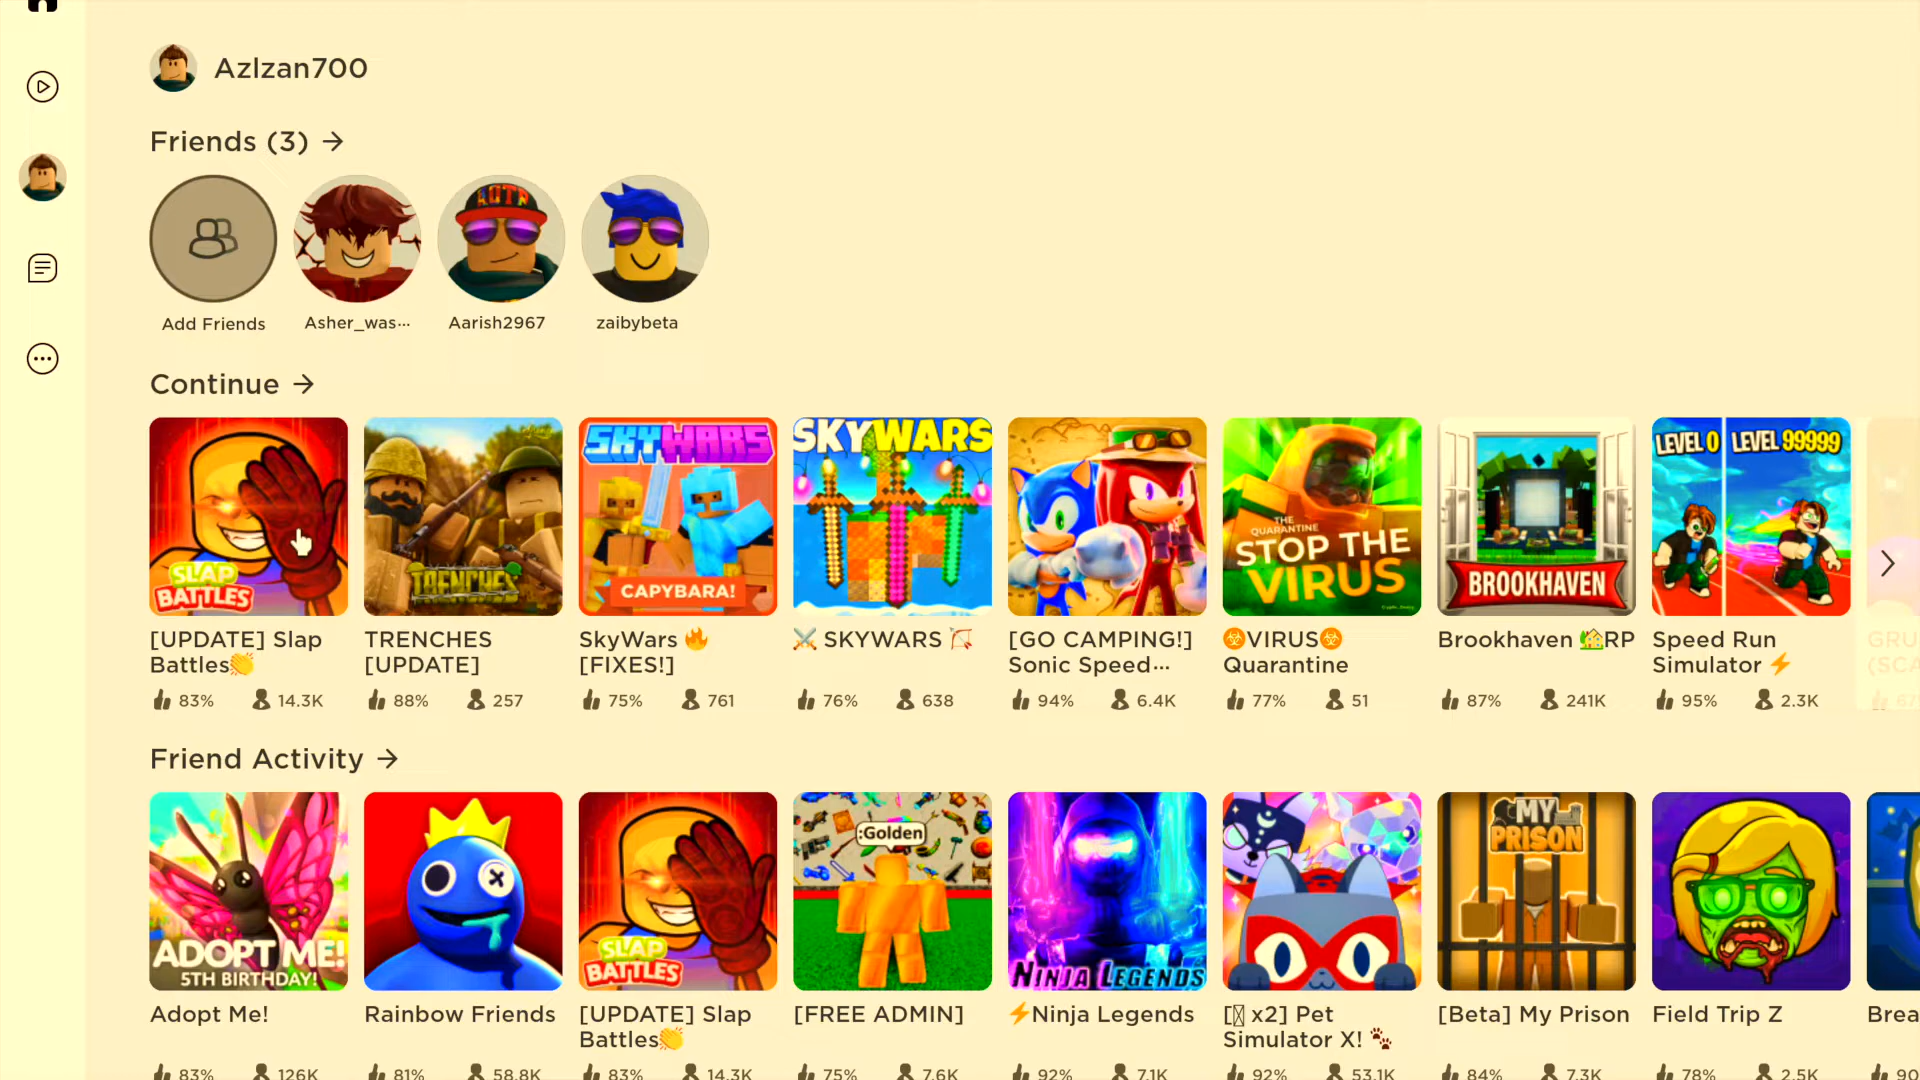 Azlzan700
Friends (3) →
Add Friends
Asher_was...
Aarish2967
zaibybeta
Continue →
SLAP
BATTLES
TRENCHES
SKYWARS
CAPYBARA!
SKYWARS
THE
QUARANTINE
STOP THE
VIRUS
BROOKHAVEN
LEVEL 0 LEVEL 99999
[UPDATE] Slap
Battles👏
TRENCHES
[UPDATE]
SkyWars 🔥
[FIXES!]
⚔️ SKYWARS 🏹
[GO CAMPING!]
Sonic Speed...
☣️VIRUS☣️
Quarantine
Brookhaven 🏡RP
Speed Run
Simulator ⚡
GRU
(SCA
83% 14.3K
88% 257
75% 761
76% 638
94% 6.4K
77% 51
87% 241K
95% 2.3K
Friend Activity →
ADOPT ME!
5TH BIRTHDAY!
SLAP
BATTLES
:Golden
NINJA LEGENDS
MY
PRISON
Adopt Me!
Rainbow Friends
[UPDATE] Slap
Battles👏
[FREE ADMIN]
⚡Ninja Legends
[ x2] Pet
Simulator X! 🐾
[Beta] My Prison
Field Trip Z
Brea
83% 126K
81% 58.8K
83% 14.3K
75% 7.6K
92% 7.1K
92% 53.1K
84% 7.3K
78% 2.5K
90